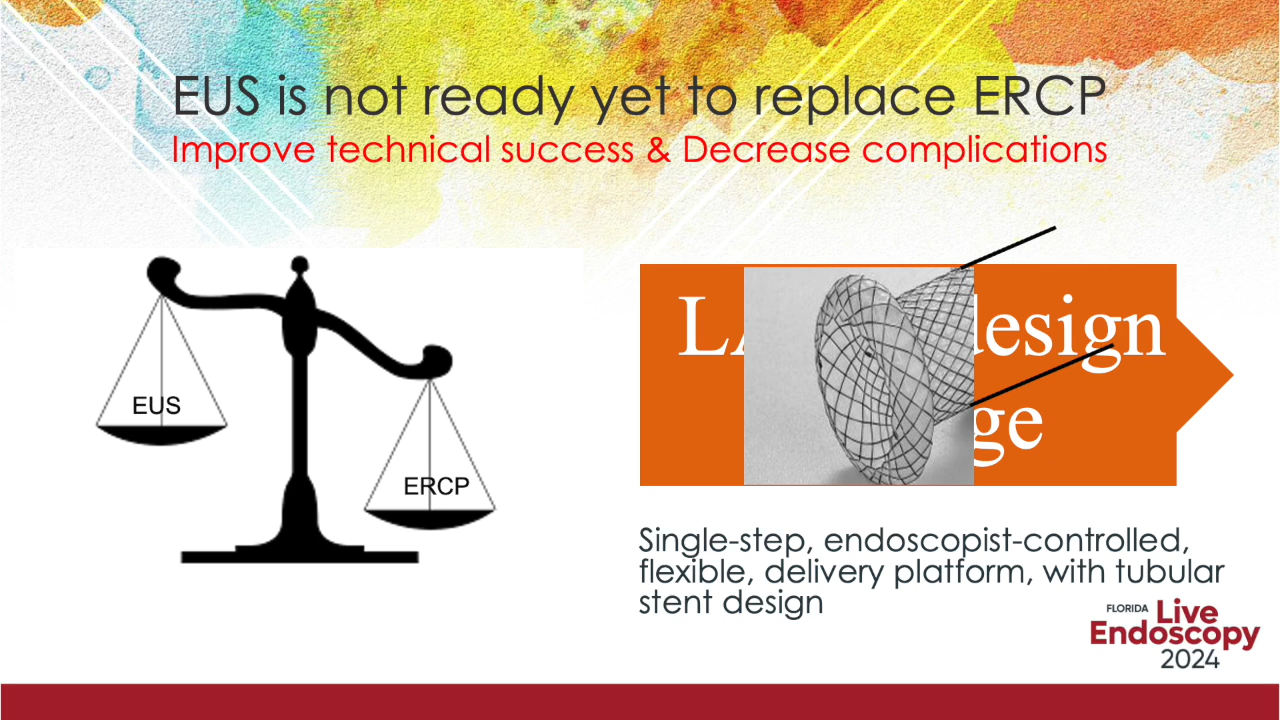 EUS is not ready yet to replace ERCP
Improve technical success & Decrease complications
EUS
ERCP
design
Single-step, endoscopist-controlled,
flexible, delivery platform, with tubular
stent design
FLORIDA Live
Endoscopy
2024